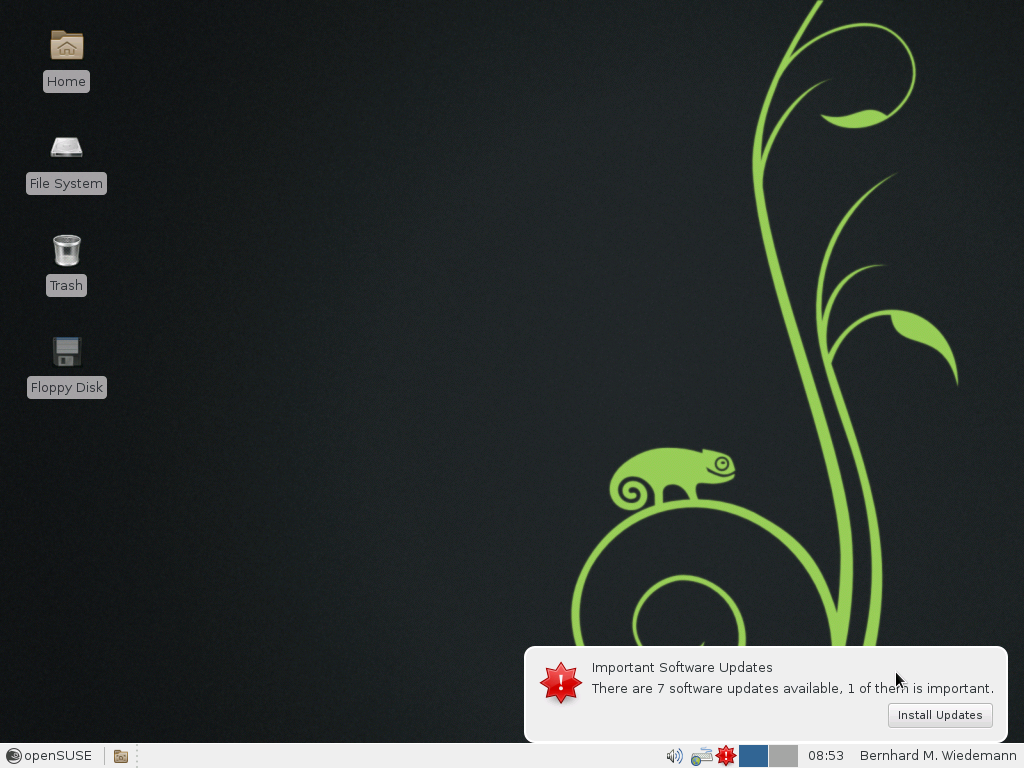 Home
File System
Trash
Floppy Disk
Important Software Updates
There are 7 software updates available, 1 of them is important.
Install Updates
openSUSE
08:53
Bernhard M. Wiedemann